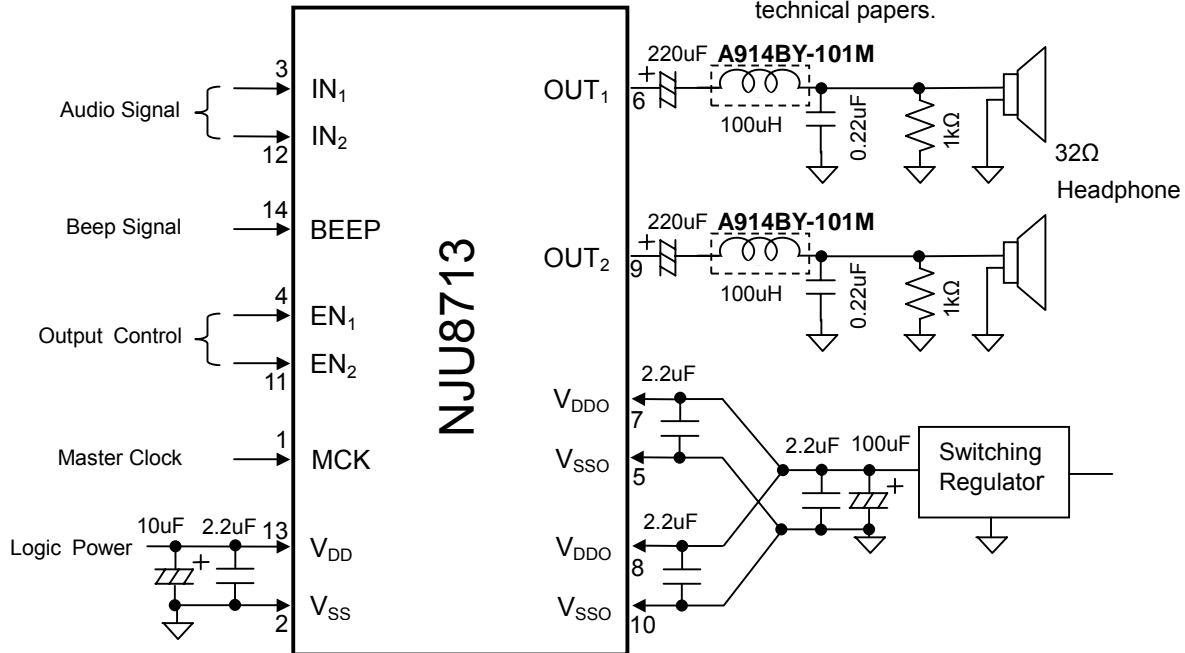 technical papers.
220uF
A914BY-101M
3
IN₁
OUT₁
6
100uH
0.22uF
1kΩ
Audio Signal
IN₂
12
32Ω
Headphone
14
Beep Signal
BEEP
220uF
A914BY-101M
OUT₂
9
100uH
0.22uF
1kΩ
NJU8713
4
EN₁
Output Control
EN₂
11
2.2uF
VDDO
7
1
Master Clock
MCK
VSSO
5
2.2uF
100uF
Switching
Regulator
10uF
2.2uF
13
Logic Power
VDD
2.2uF
VDDO
8
VSS
2
VSSO
10
+
+
+
+